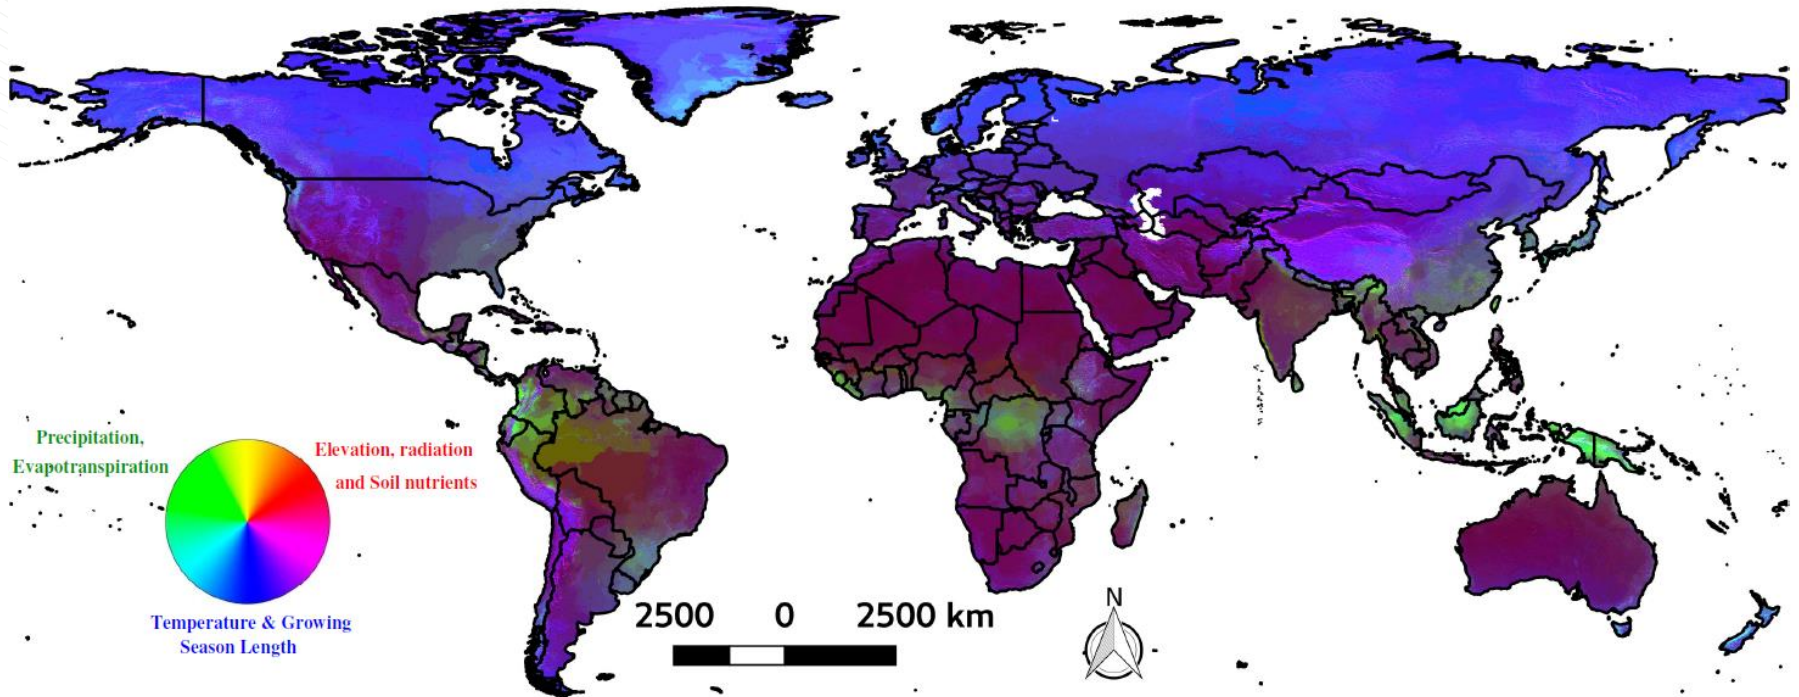 Precipitation,
Evapotranspiration
Elevation, radiation
and Soil nutrients
Temperature & Growing
Season Length
2500 0 2500 km
N